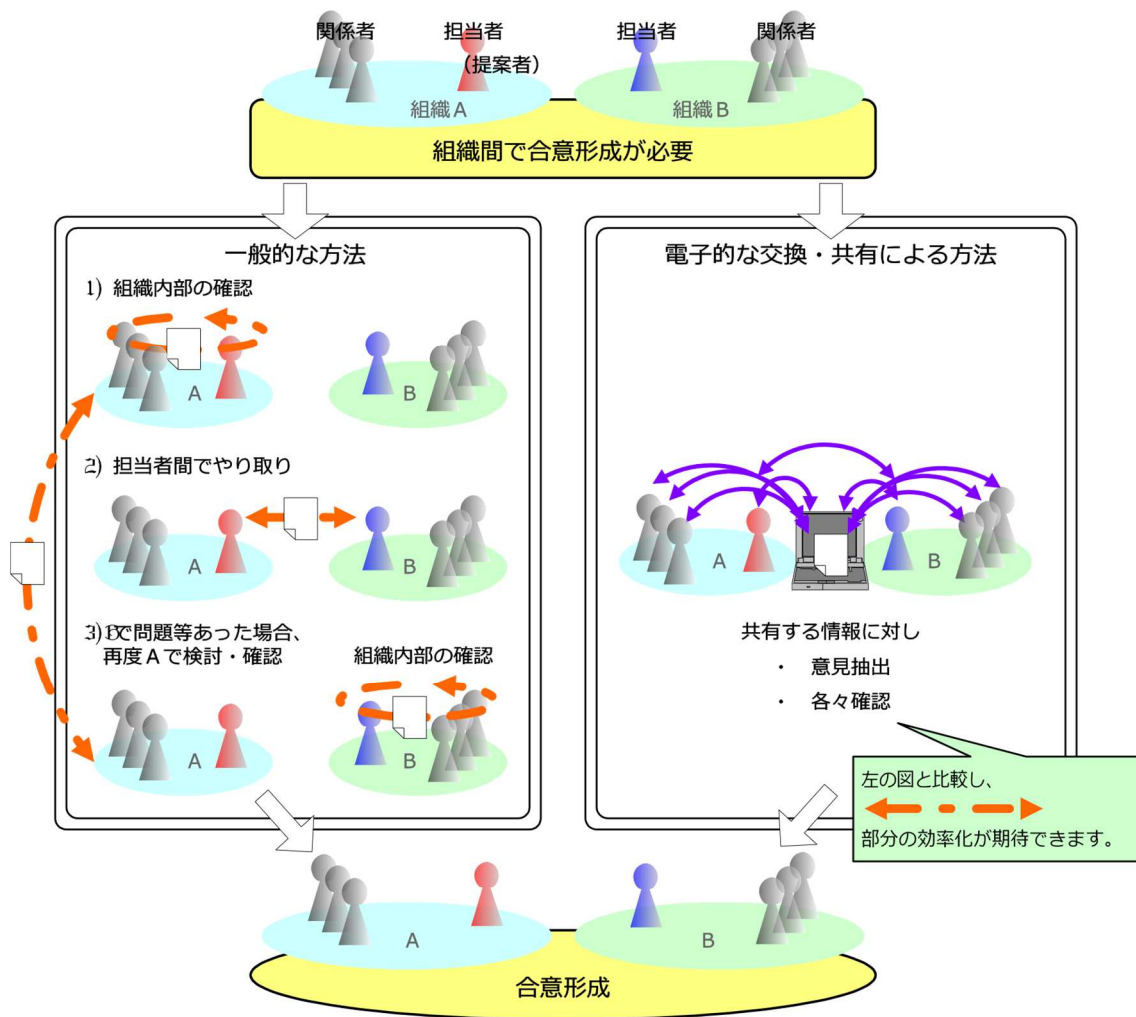 関係者
担当者
（提案者）
担当者
関係者
組織A
組織B
組織間で合意形成が必要
一般的な方法
1) 組織内部の確認
A
B
2) 担当者間でやり取り
A
B
3) Bで問題等あった場合、
再度Aで検討・確認
組織内部の確認
A
B
電子的な交換・共有による方法
A
B
共有する情報に対し
・ 意見抽出
・ 各々確認
左の図と比較し、
部分の効率化が期待できます。
A
B
合意形成